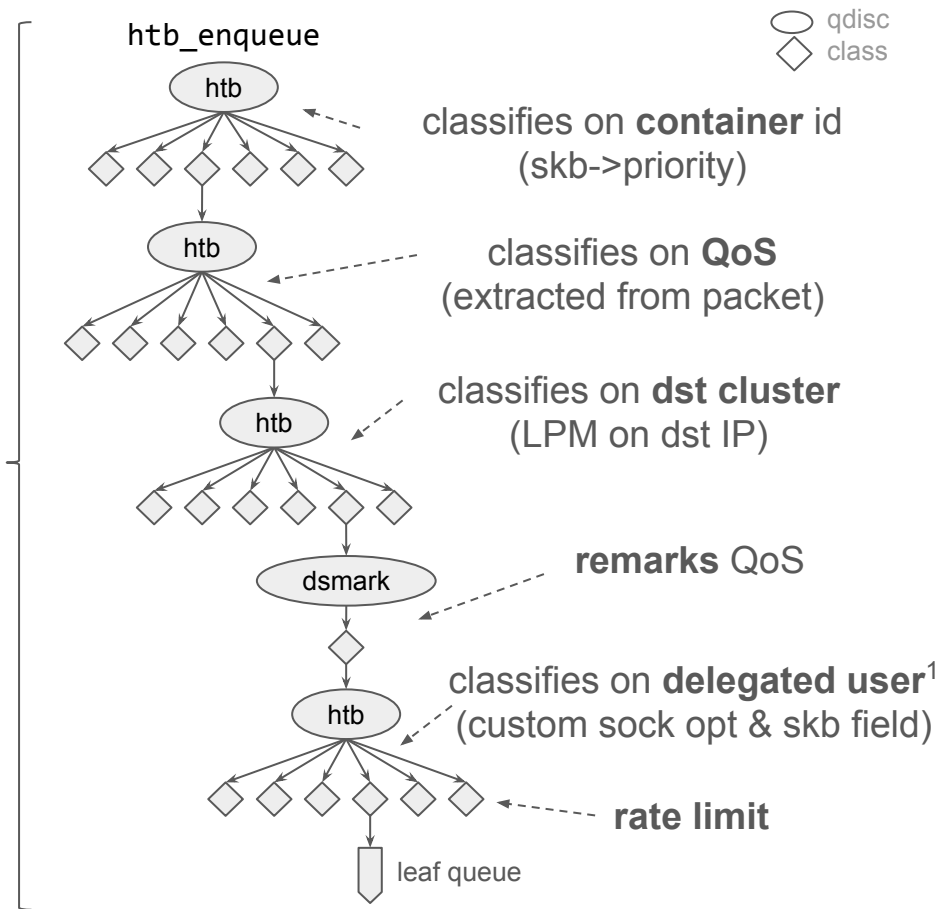 qdisc
class
htb_enqueue
htb
classifies on container id
(skb->priority)
htb
classifies on QoS
(extracted from packet)
htb
classifies on dst cluster
(LPM on dst IP)
dsmark
remarks QoS
htb
classifies on delegated user¹
(custom sock opt & skb field)
rate limit
leaf queue